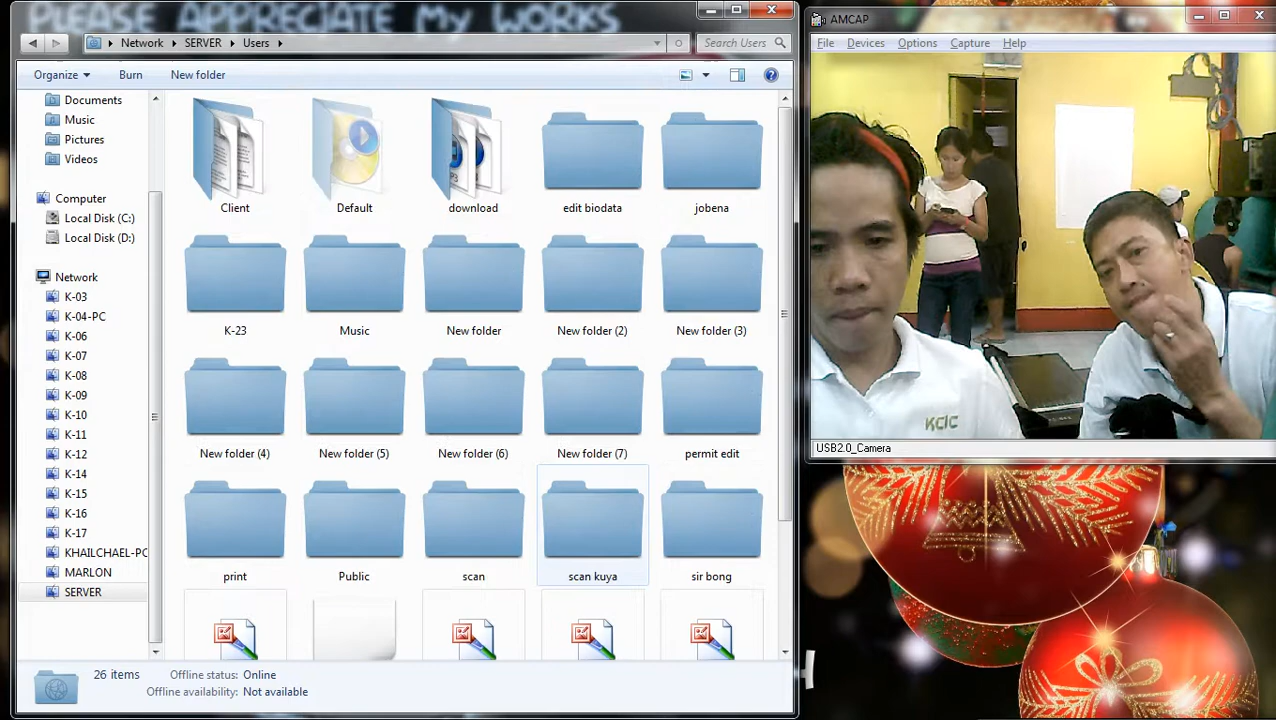 PLEASE APPRECIATE My WORKS
Network SERVER Users
Search Users
Organize Burn New folder
Documents
Music
Pictures
Videos
Computer
Local Disk (C:)
Local Disk (D:)
Network
K-03
K-04-PC
K-06
K-07
K-08
K-09
K-10
K-11
K-12
K-14
K-15
K-16
K-17
KHAILCHAEL-PC
MARLON
SERVER
Client Default download edit biodata jobena
K-23 Music New folder New folder (2) New folder (3)
New folder (4) New folder (5) New folder (6) New folder (7) permit edit
print Public scan scan kuya sir bong
26 items Offline status: Online
Offline availability: Not available
AMCAP
File Devices Options Capture Help
KCIC
USB2.0_Camera